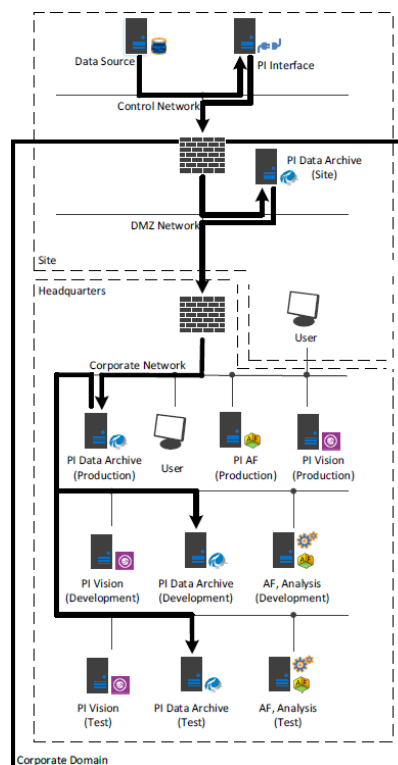 Data Source
PI Interface
Control Network
PI Data Archive
(Site)
DMZ Network
Site
Headquarters
User
Corporate Network
PI Data Archive
(Production)
User
PI AF
(Production)
PI Vision
(Production)
PI Vision
(Development)
PI Data Archive
(Development)
AF, Analysis
(Development)
PI Vision
(Test)
PI Data Archive
(Test)
AF, Analysis
(Test)
Corporate Domain